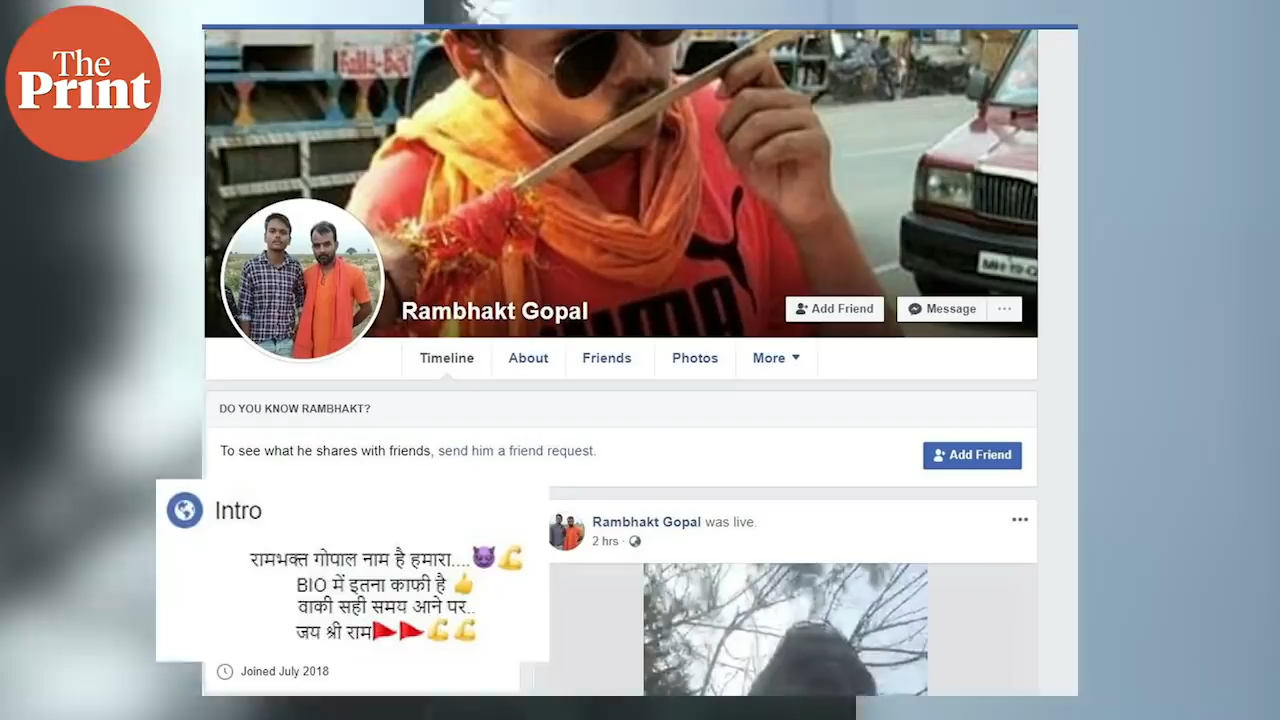 The
Print
Rambhakt Gopal
Add Friend
Message
Timeline
About
Friends
Photos
More
DO YOU KNOW RAMBHAKT?
To see what he shares with friends, send him a friend request.
Add Friend
Intro
रामभक्त गोपाल नाम है हमारा....😈💪
BIO में इतना काफी है 👍
वाकी सही समय आने पर..
जय श्री राम🚩🚩💪💪
Joined July 2018
Rambhakt Gopal was live.
2 hrs ·